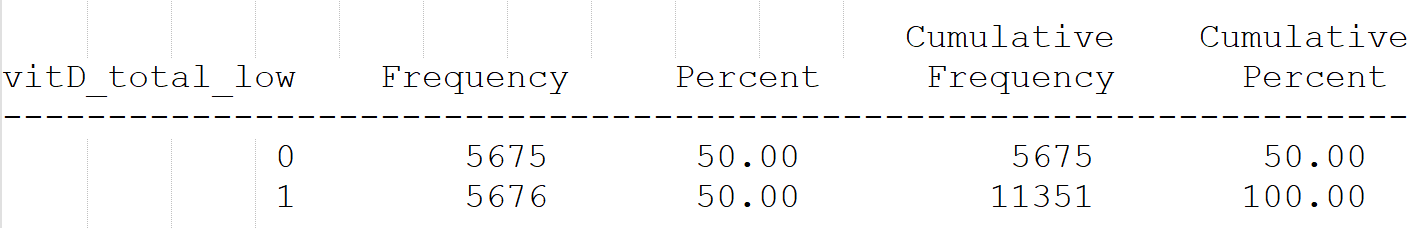 Cumulative Cumulative
vitD_total_low Frequency Percent Frequency Percent
--------------------------------------------------------------------
0 5675 50.00 5675 50.00
1 5676 50.00 11351 100.00